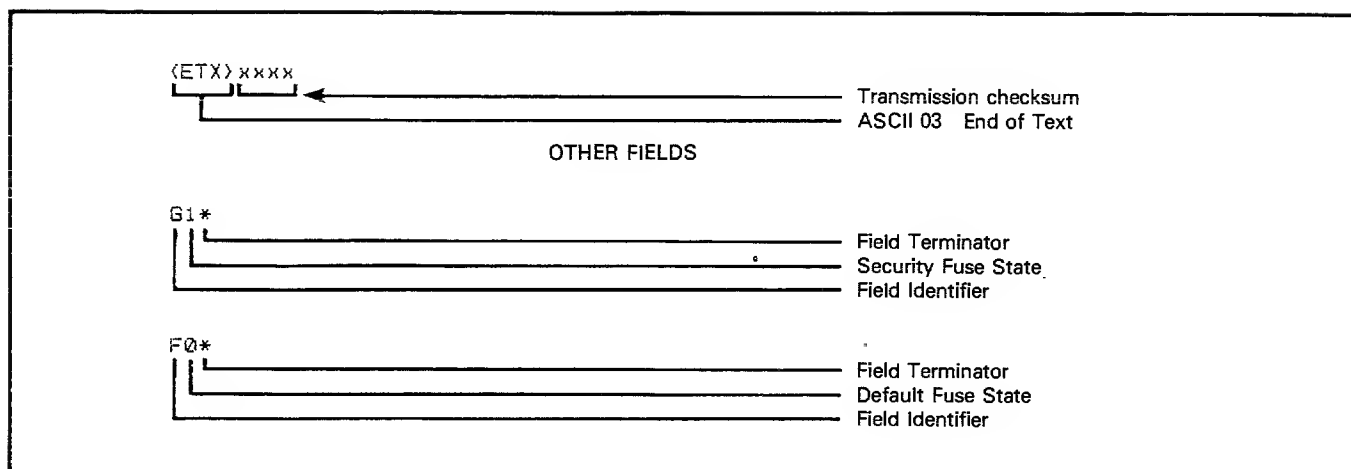 <ETX>xxxx
Transmission checksum
ASCII 03 End of Text
OTHER FIELDS
G1*
Field Terminator
Security Fuse State
Field Identifier
F0*
Field Terminator
Default Fuse State
Field Identifier